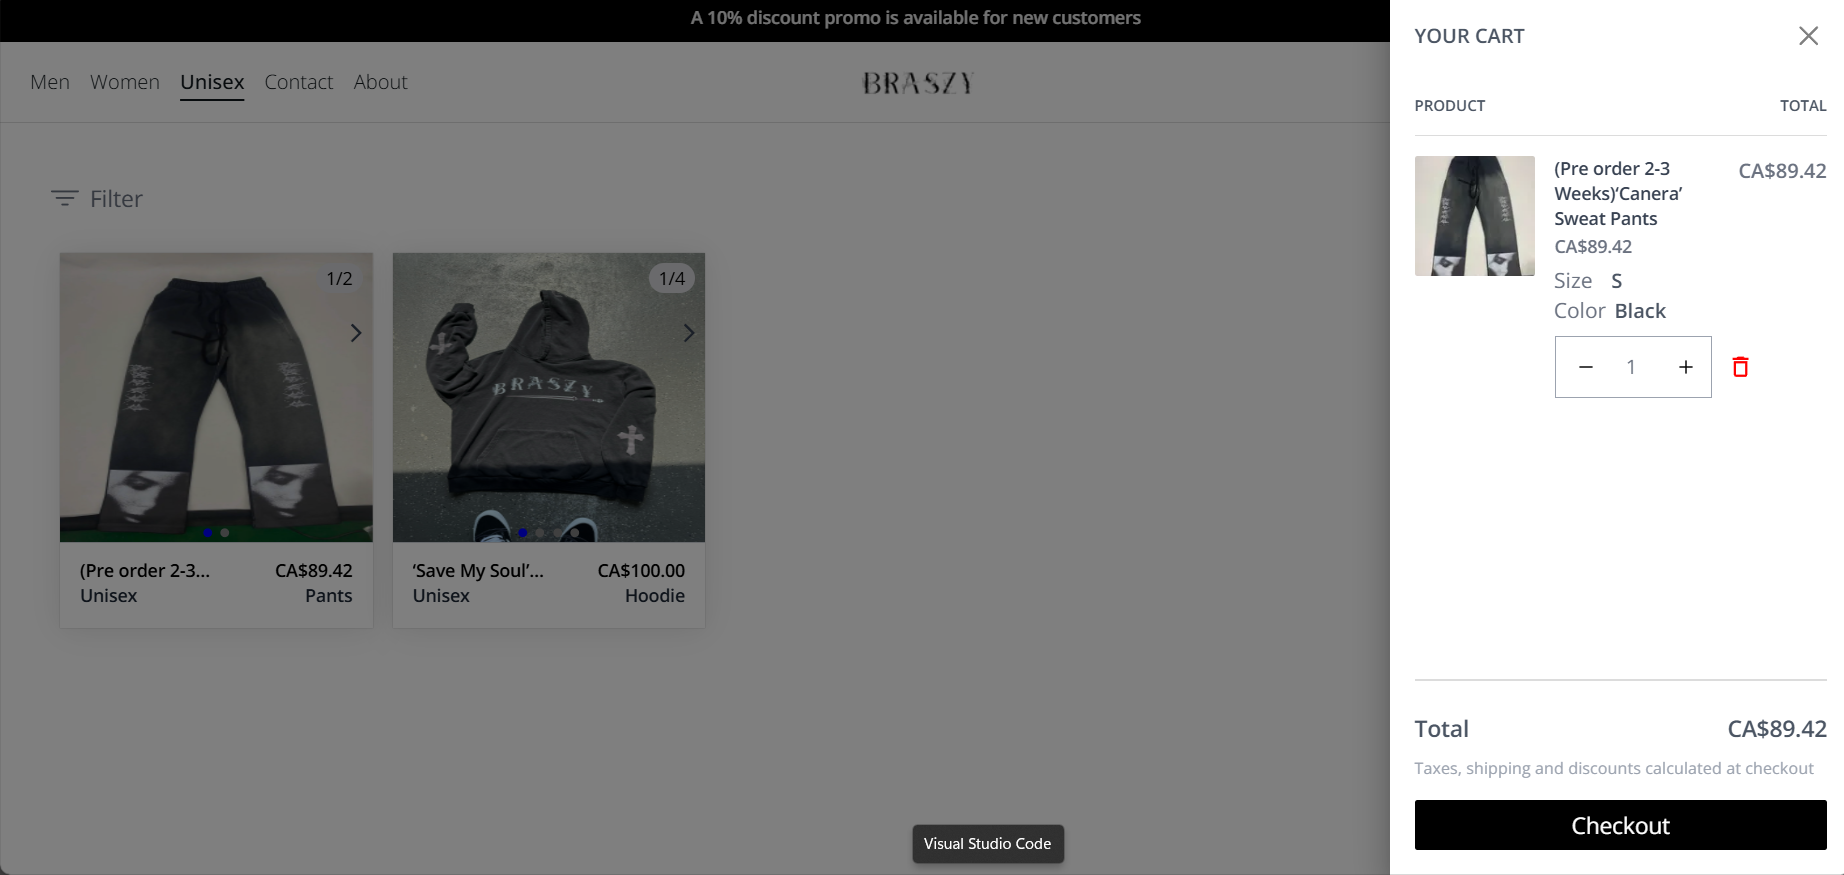 A 10% discount promo is available for new customers
Men Women Unisex Contact About
BRASZY
Filter
1/2
(Pre order 2-3... CA$89.42
Unisex Pants
1/4
BRASZY
‘Save My Soul’... CA$100.00
Unisex Hoodie
Visual Studio Code
YOUR CART
PRODUCT TOTAL
(Pre order 2-3 CA$89.42
Weeks)‘Canera’
Sweat Pants
CA$89.42
Size S
Color Black
1
Total CA$89.42
Taxes, shipping and discounts calculated at checkout
Checkout